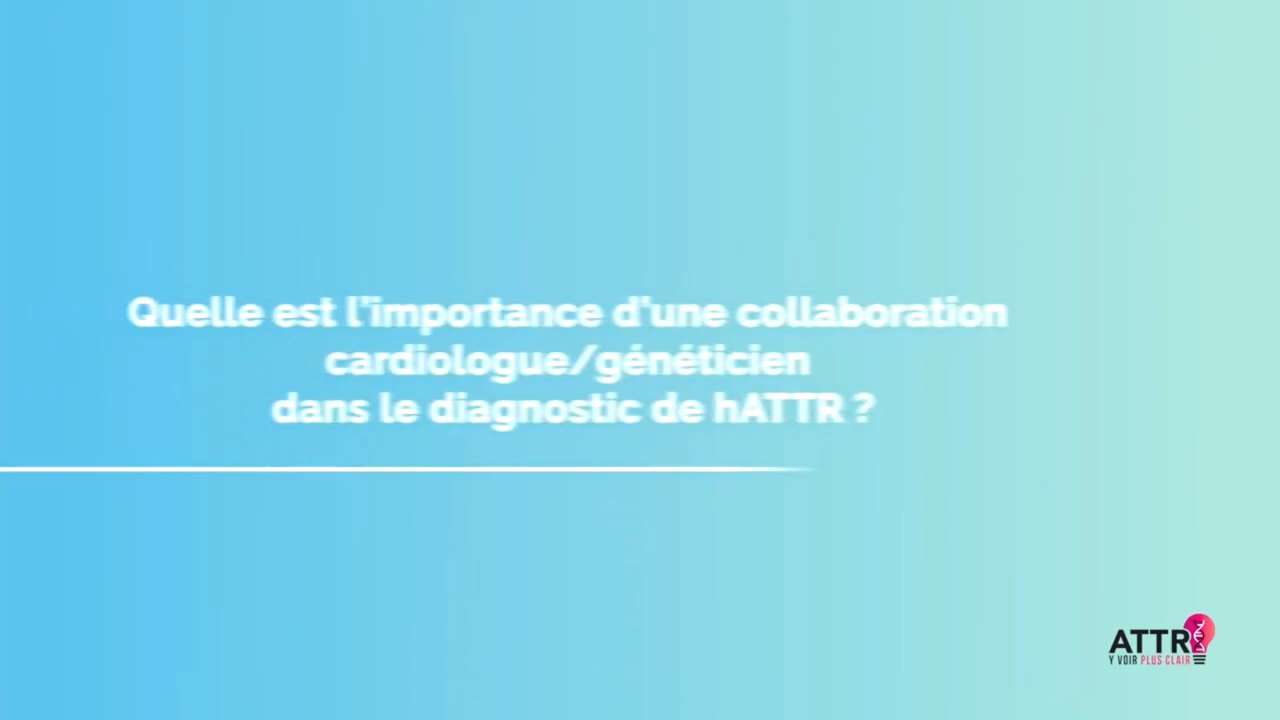 Quelle est l'importance d'une collaboration
cardiologue/généticien
dans le diagnostic de hATTR ?
ATTR
Y VOIR PLUS CLAIR